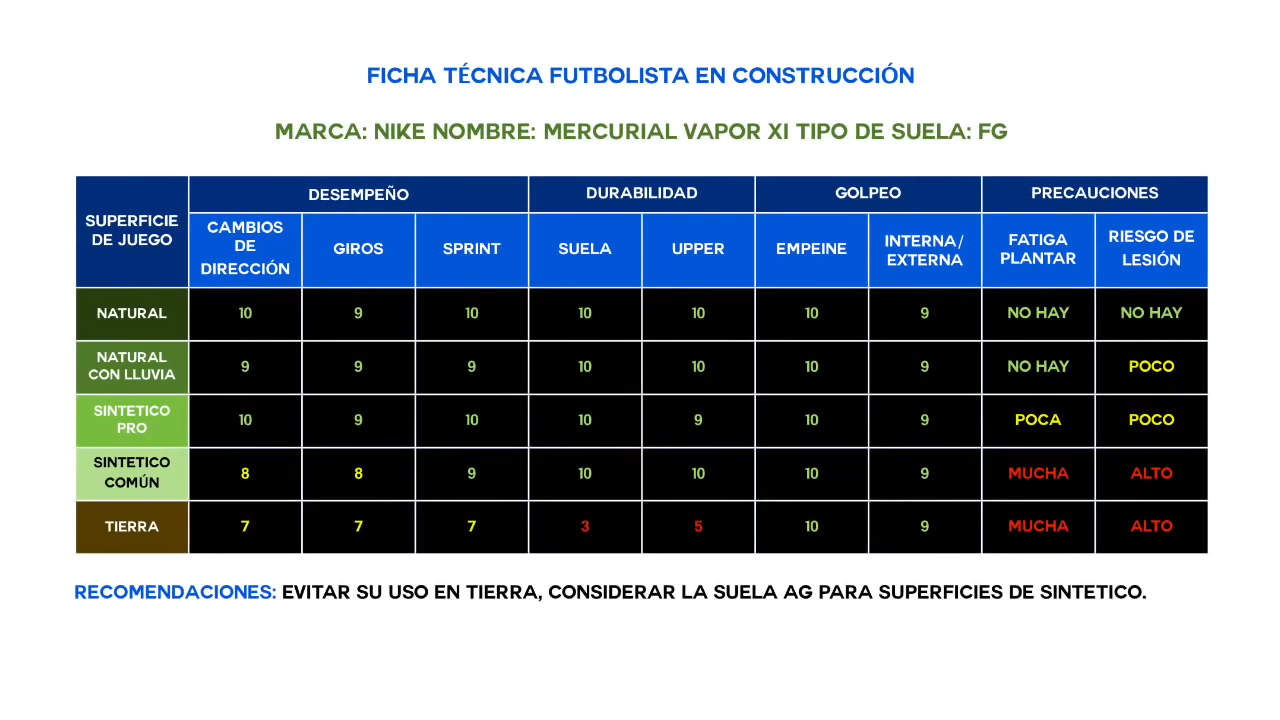 FICHA TÉCNICA FUTBOLISTA EN CONSTRUCCIÓN
MARCA: NIKE NOMBRE: MERCURIAL VAPOR XI TIPO DE SUELA: FG
SUPERFICIE DE JUEGO DESEMPEÑO DURABILIDAD GOLPEO PRECAUCIONES
CAMBIOS DE DIRECCIÓN GIROS SPRINT SUELA UPPER EMPEINE INTERNA/EXTERNA FATIGA PLANTAR RIESGO DE LESIÓN
NATURAL 10 9 10 10 10 10 9 NO HAY NO HAY
NATURAL CON LLUVIA 9 9 9 10 10 10 9 NO HAY POCO
SINTETICO PRO 10 9 10 10 9 10 9 POCA POCO
SINTETICO COMÚN 8 8 9 10 10 10 9 MUCHA ALTO
TIERRA 7 7 7 3 5 10 9 MUCHA ALTO
RECOMENDACIONES: EVITAR SU USO EN TIERRA, CONSIDERAR LA SUELA AG PARA SUPERFICIES DE SINTETICO.